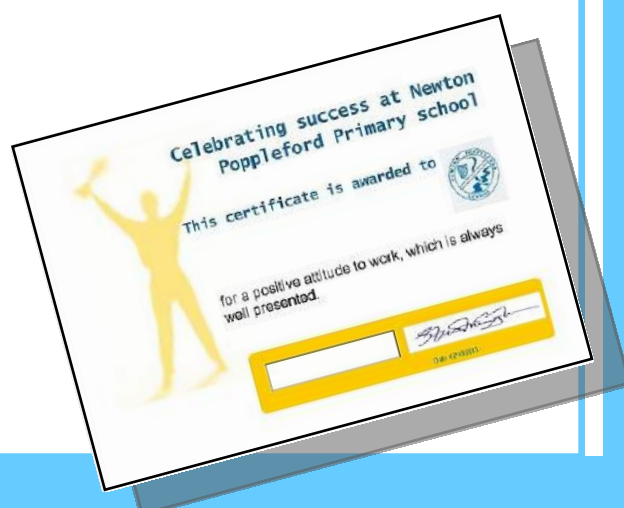 Celebrating success at Newton
Poppleford Primary school
This certificate is awarded to
for a positive attitude to work, which is always
well presented.